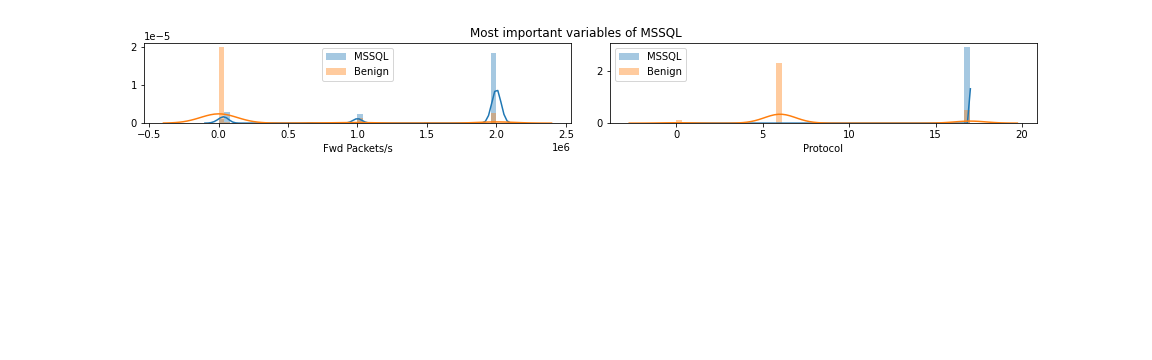 Most important variables of MSSQL
1e−5
2
1
0
MSSQL
Benign
−0.5 0.0 0.5 1.0 1.5 2.0 2.5
1e6
Fwd Packets/s
2
0
MSSQL
Benign
0 5 10 15 20
Protocol